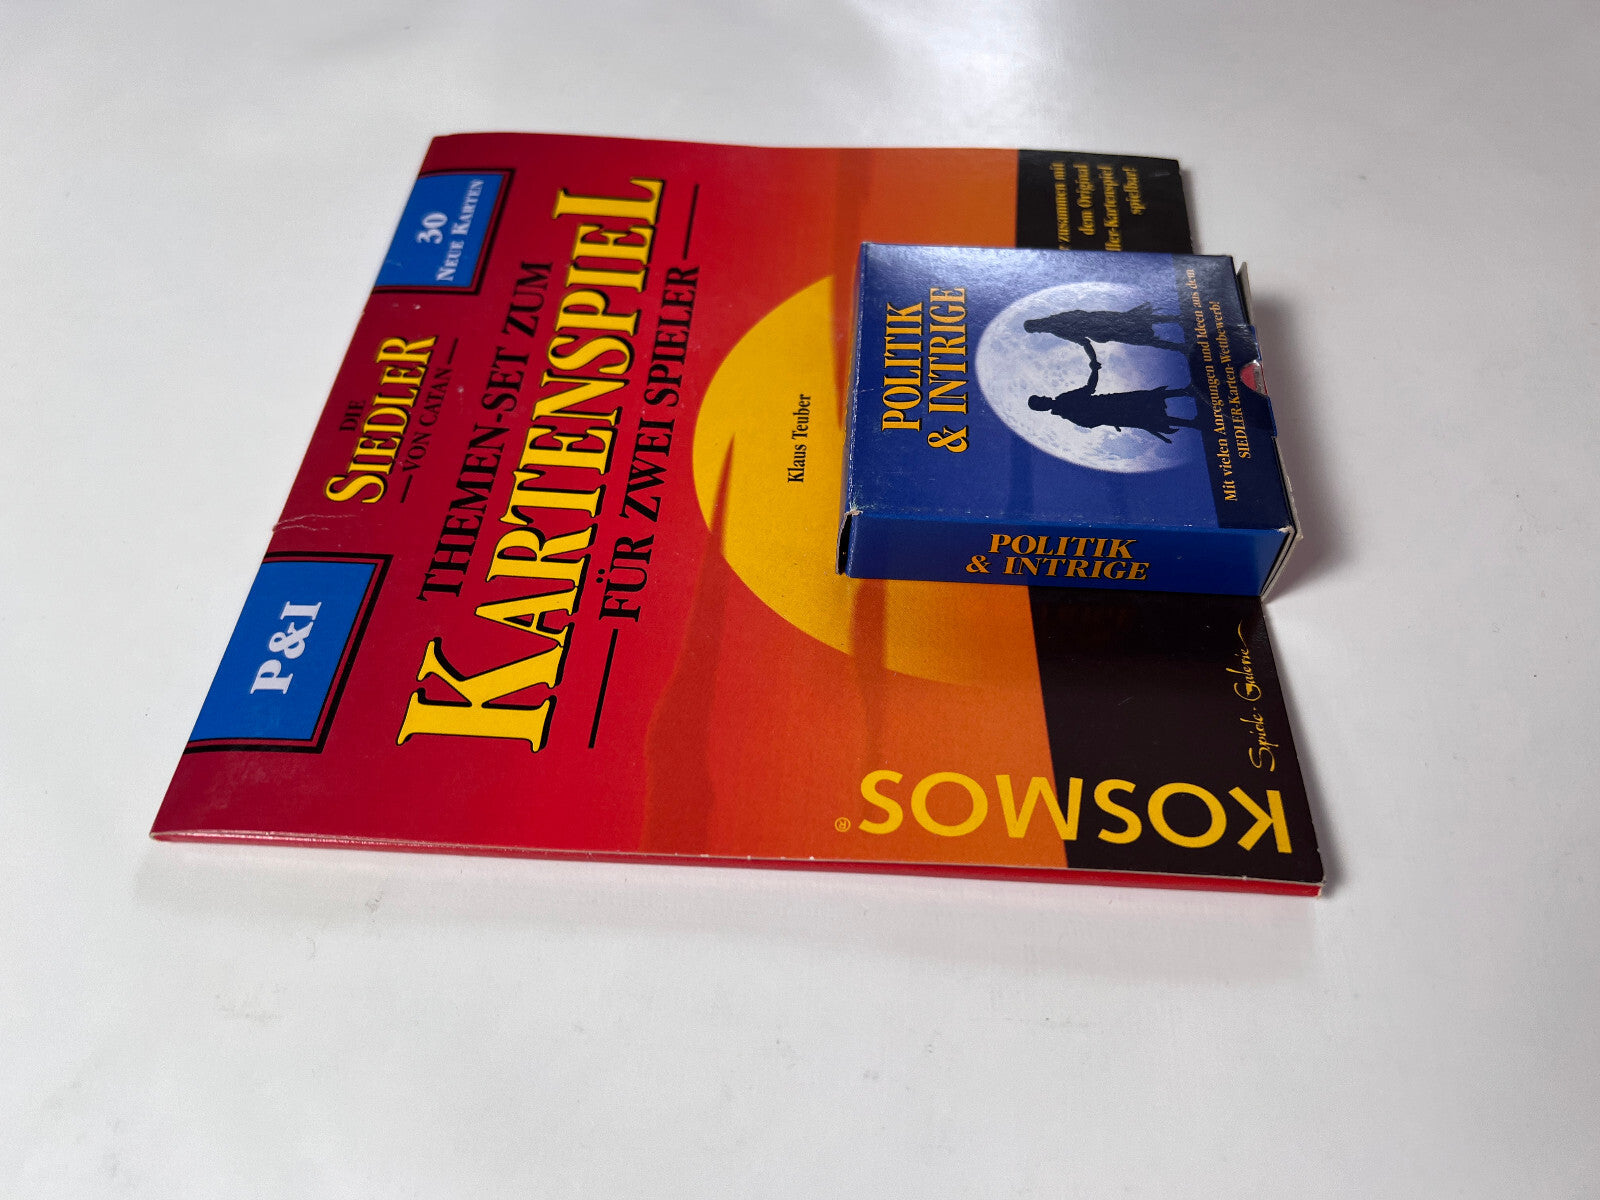 P&I
30
NEUE KARTEN
DIE
SIEDLER
VON CATAN
THEMEN-SET ZUM
KARTENSPIEL
FÜR ZWEI SPIELER
Klaus Teuber
zusammen mit
dem Original
ller-Kartenspiel
spielbar!
POLITIK
& INTRIGE
Mit vielen Anregungen und Ideen aus dem
SIEDLER-Karten-Wettbewerb!
POLITIK
& INTRIGE
KOSMOS®
Spiele·Galerie